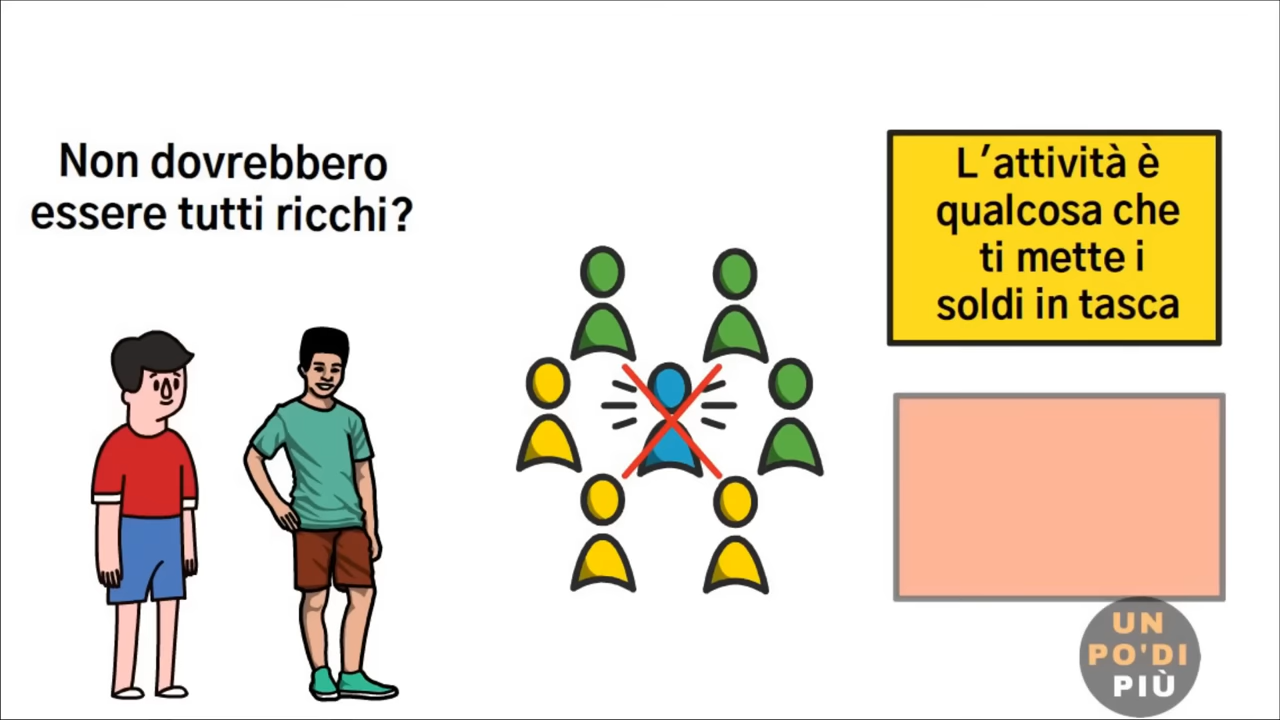 Non dovrebbero
essere tutti ricchi?
L'attività è
qualcosa che
ti mette i
soldi in tasca
UN
PO'DI
PIÙ